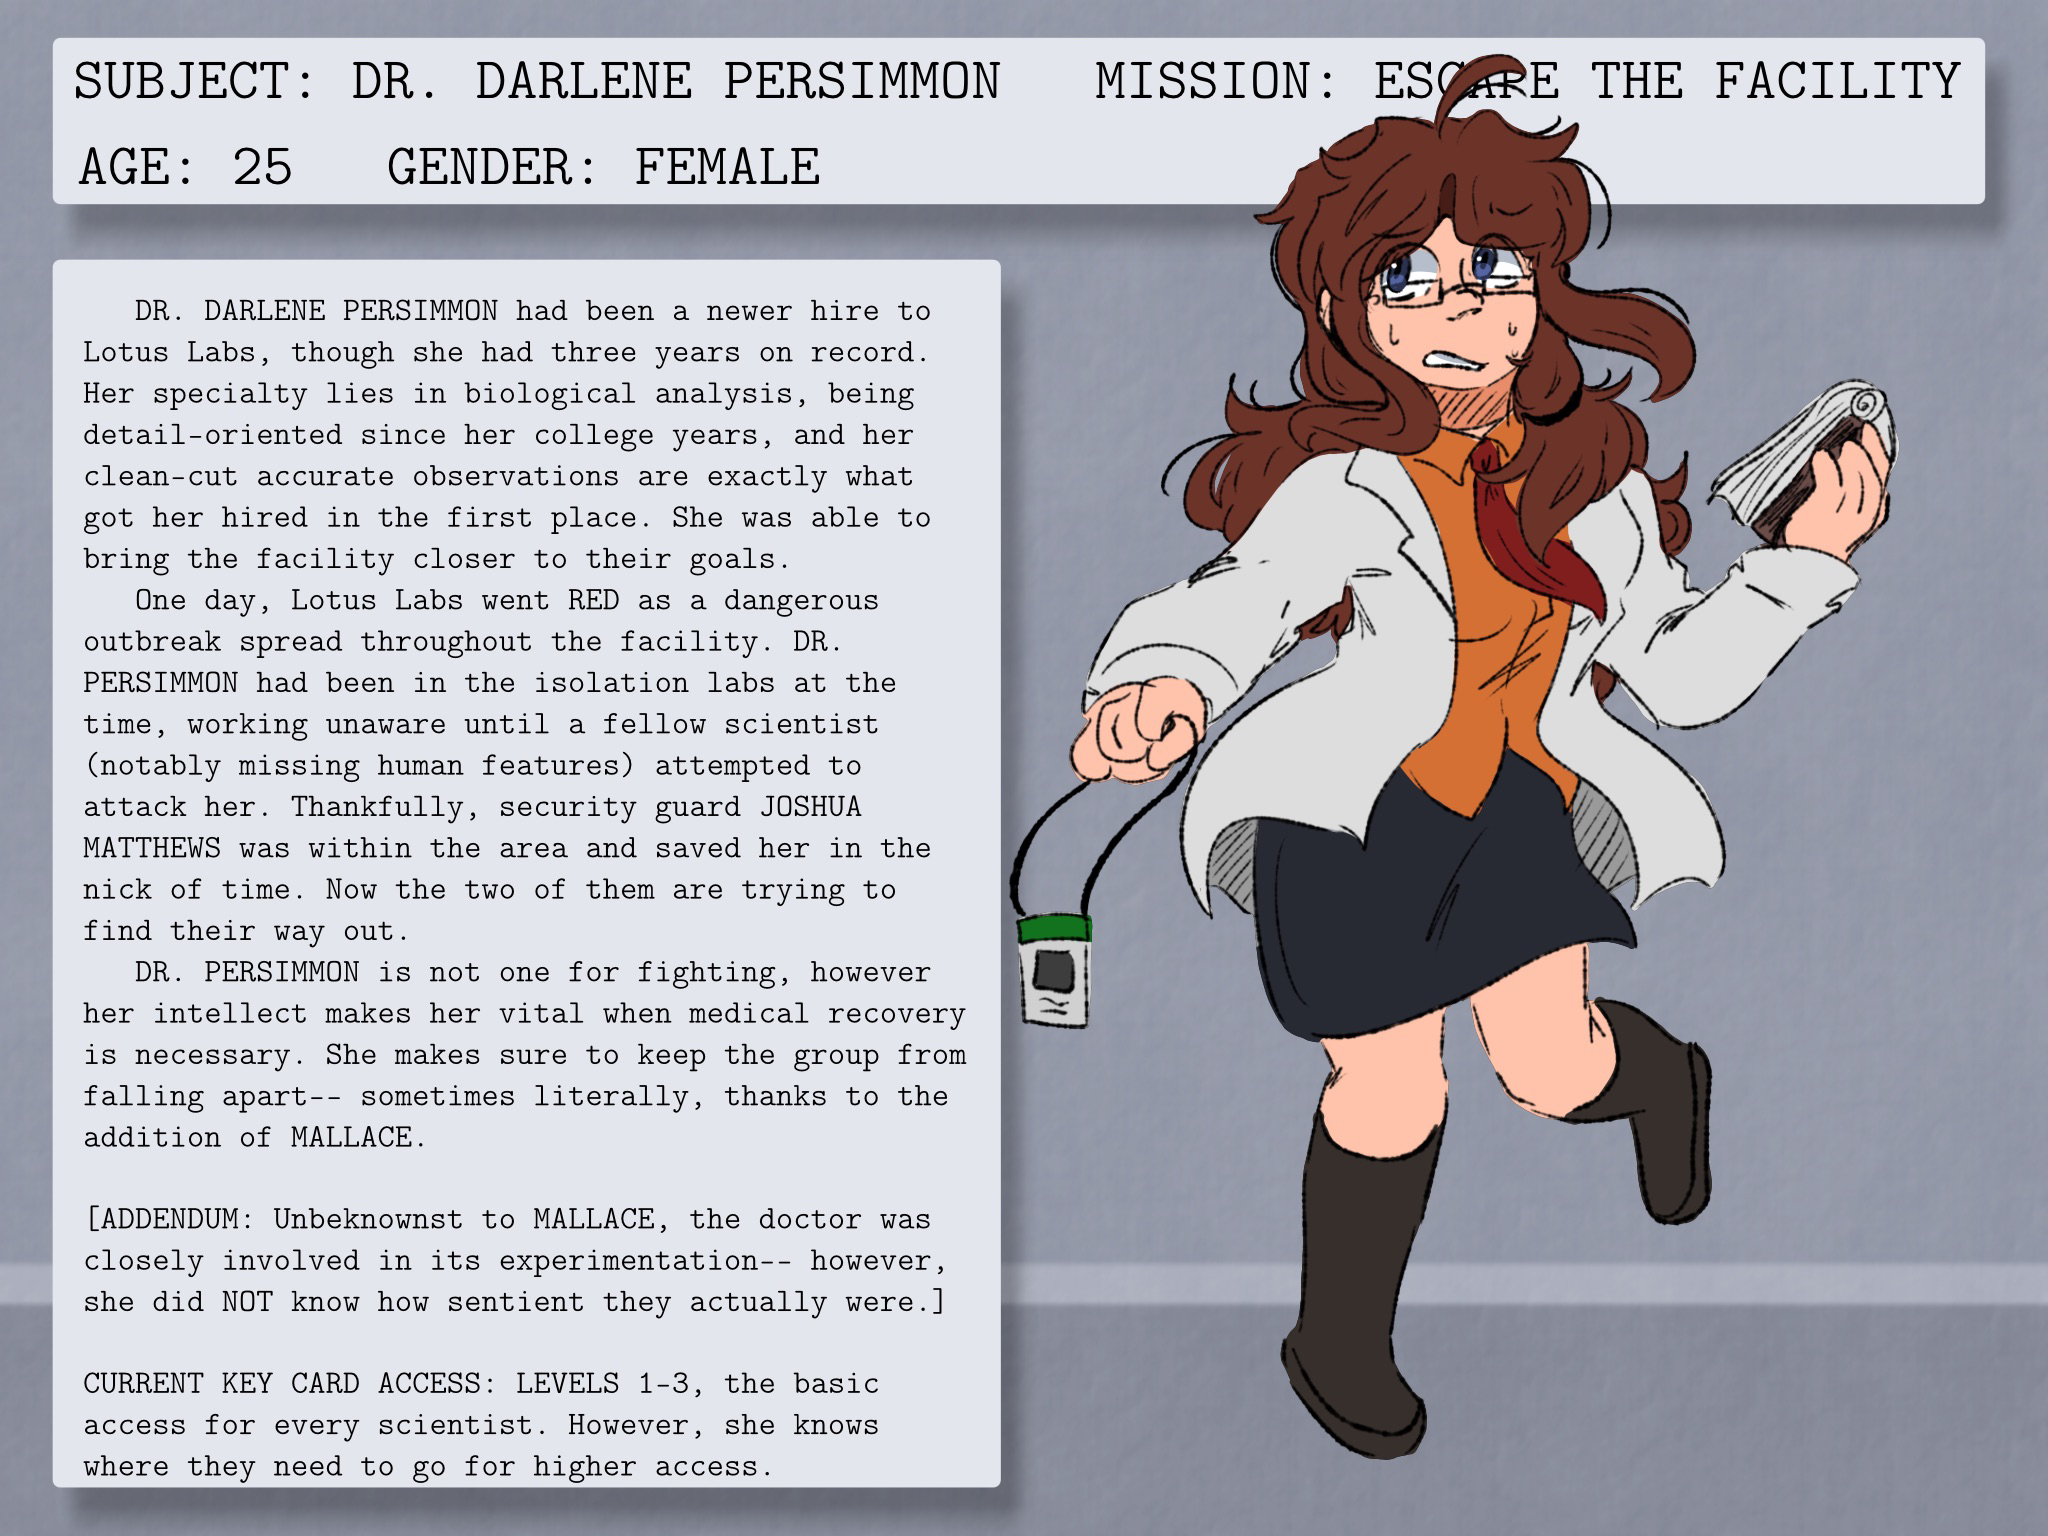 SUBJECT: DR. DARLENE PERSIMMON MISSION: ESCAPE THE FACILITY
AGE: 25 GENDER: FEMALE
DR. DARLENE PERSIMMON had been a newer hire to
Lotus Labs, though she had three years on record.
Her specialty lies in biological analysis, being
detail-oriented since her college years, and her
clean-cut accurate observations are exactly what
got her hired in the first place. She was able to
bring the facility closer to their goals.
One day, Lotus Labs went RED as a dangerous
outbreak spread throughout the facility. DR.
PERSIMMON had been in the isolation labs at the
time, working unaware until a fellow scientist
(notably missing human features) attempted to
attack her. Thankfully, security guard JOSHUA
MATTHEWS was within the area and saved her in the
nick of time. Now the two of them are trying to
find their way out.
DR. PERSIMMON is not one for fighting, however
her intellect makes her vital when medical recovery
is necessary. She makes sure to keep the group from
falling apart-- sometimes literally, thanks to the
addition of MALLACE.
[ADDENDUM: Unbeknownst to MALLACE, the doctor was
closely involved in its experimentation-- however,
she did NOT know how sentient they actually were.]
CURRENT KEY CARD ACCESS: LEVELS 1-3, the basic
access for every scientist. However, she knows
where they need to go for higher access.